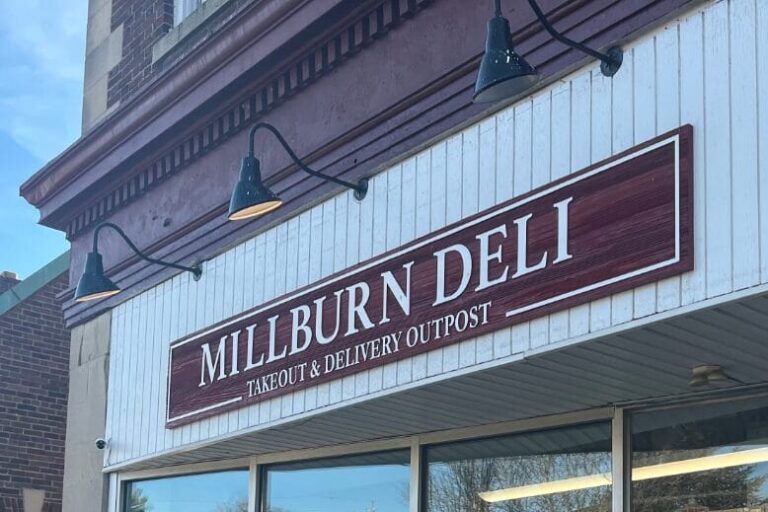 MILLBURN DELI
TAKEOUT & DELIVERY OUTPOST